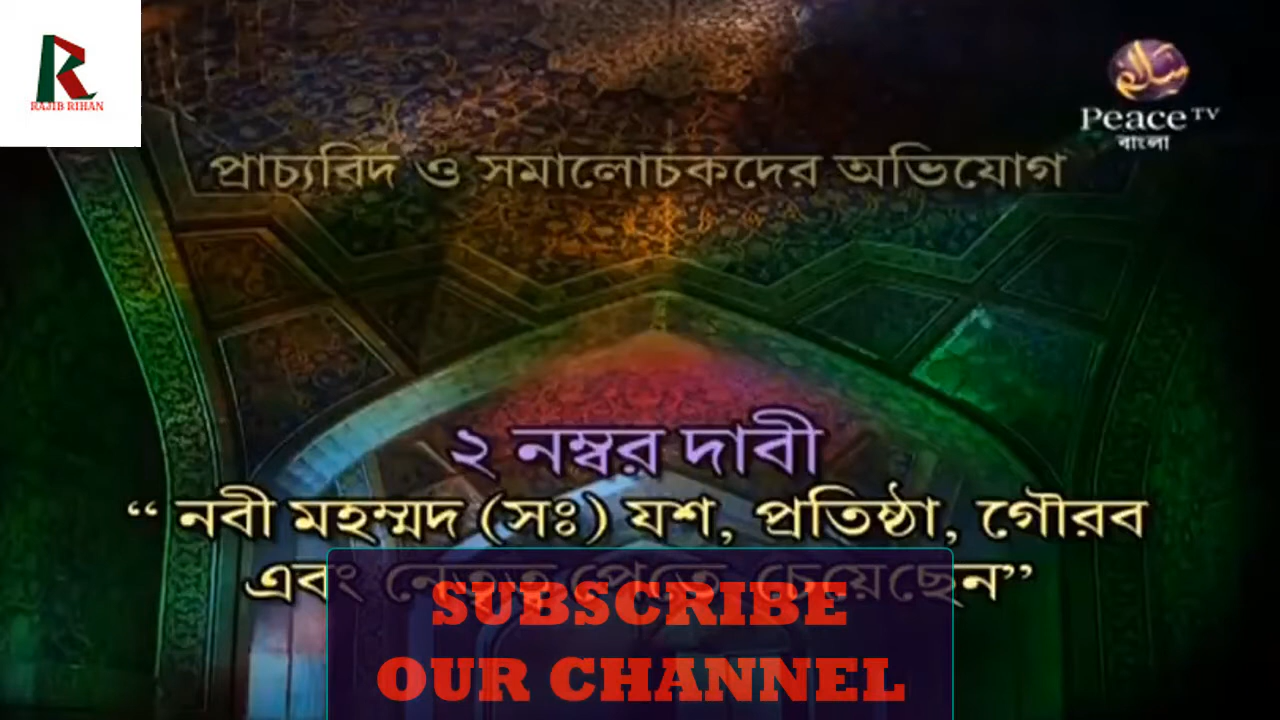 RAJIB RIHAN
Peace TV
বাংলা
প্রাচ্যবিদ ও সমালোচকদের অভিযোগ
২ নম্বর দাবী
“ নবী মহম্মদ (সঃ) যশ, প্রতিষ্ঠা, গৌরব
এবং নেতৃত্ব পেতে চেয়েছেন”
SUBSCRIBE
OUR CHANNEL